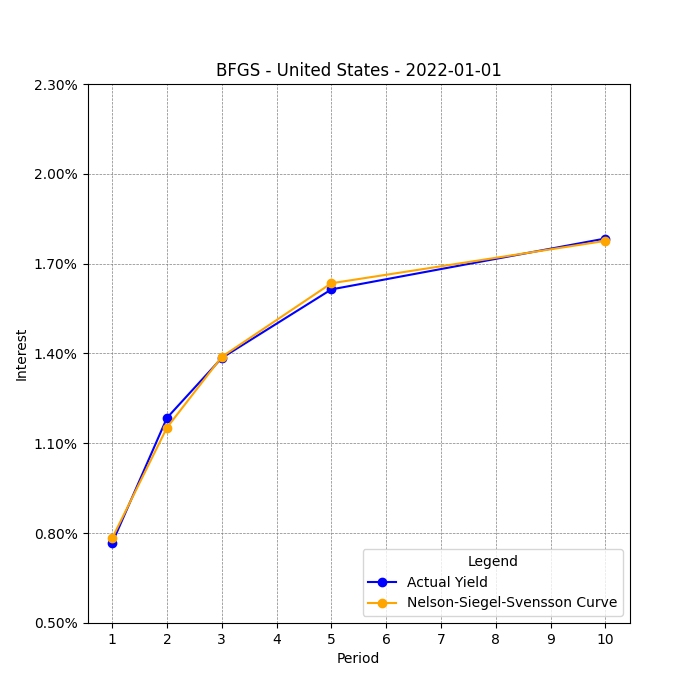 BFGS - United States - 2022-01-01
2.30%
2.00%
1.70%
1.40%
1.10%
0.80%
0.50%
Interest
Legend
Actual Yield
Nelson-Siegel-Svensson Curve
1 2 3 4 5 6 7 8 9 10
Period